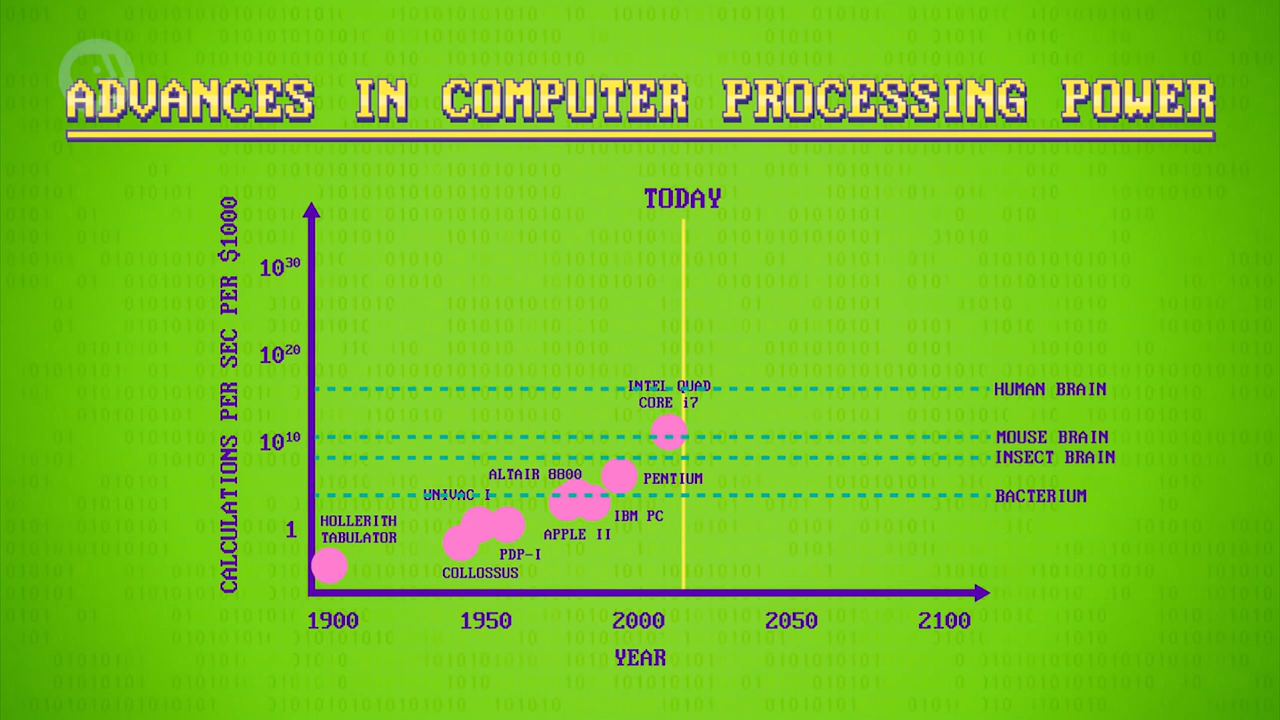 ADVANCES IN COMPUTER PROCESSING POWER
TODAY
CALCULATIONS PER SEC PER $1000
10³⁰
10²⁰
10¹⁰
1
INTEL QUAD
CORE i7
HUMAN BRAIN
MOUSE BRAIN
INSECT BRAIN
BACTERIUM
ALTAIR 8800
PENTIUM
UNIVAC I
IBM PC
HOLLERITH
TABULATOR
APPLE II
PDP-I
COLLOSSUS
1900 1950 2000 2050 2100
YEAR